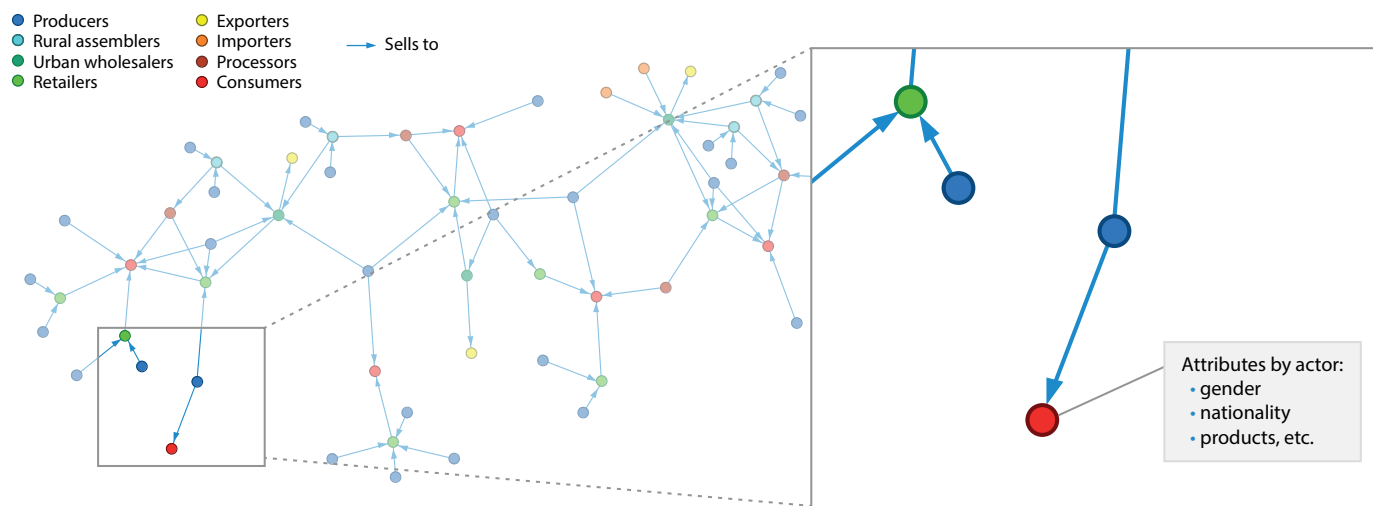 Producers
Rural assemblers
Urban wholesalers
Retailers
Exporters
Importers
Processors
Consumers
Sells to
Attributes by actor:
• gender
• nationality
• products, etc.